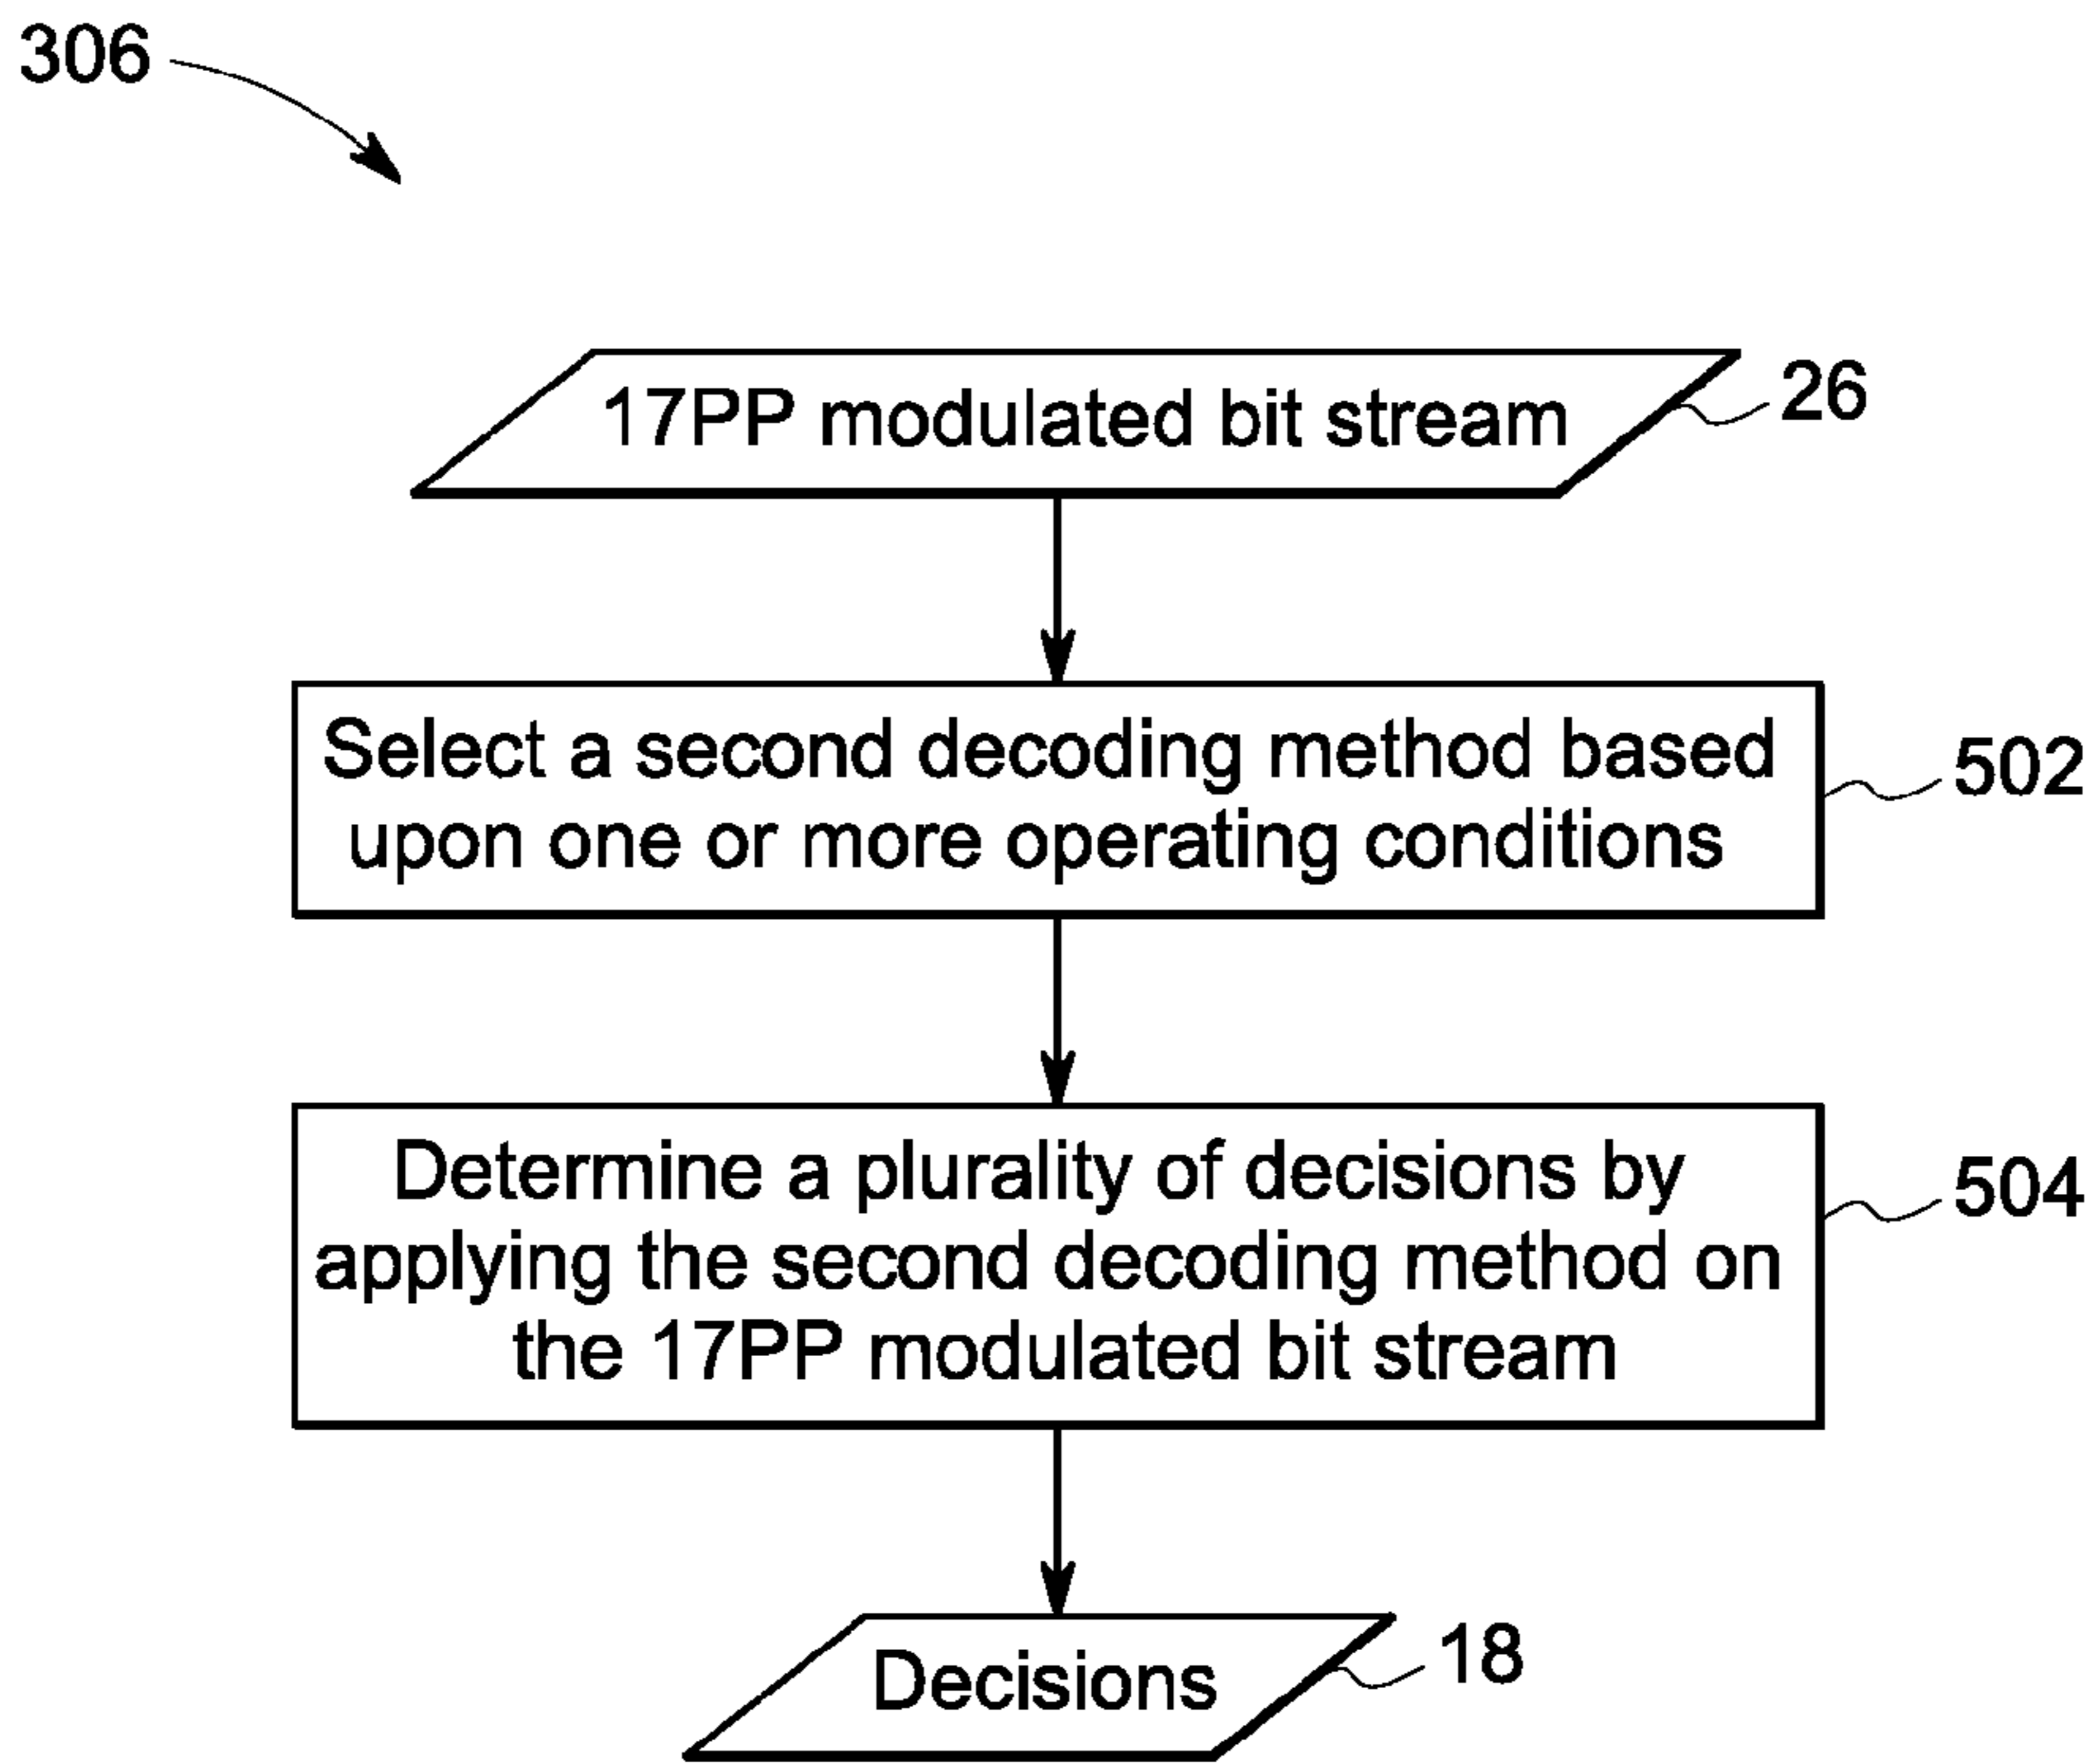 306
17PP modulated bit stream
26
Select a second decoding method based
upon one or more operating conditions
502
Determine a plurality of decisions by
applying the second decoding method on
the 17PP modulated bit stream
504
Decisions
18